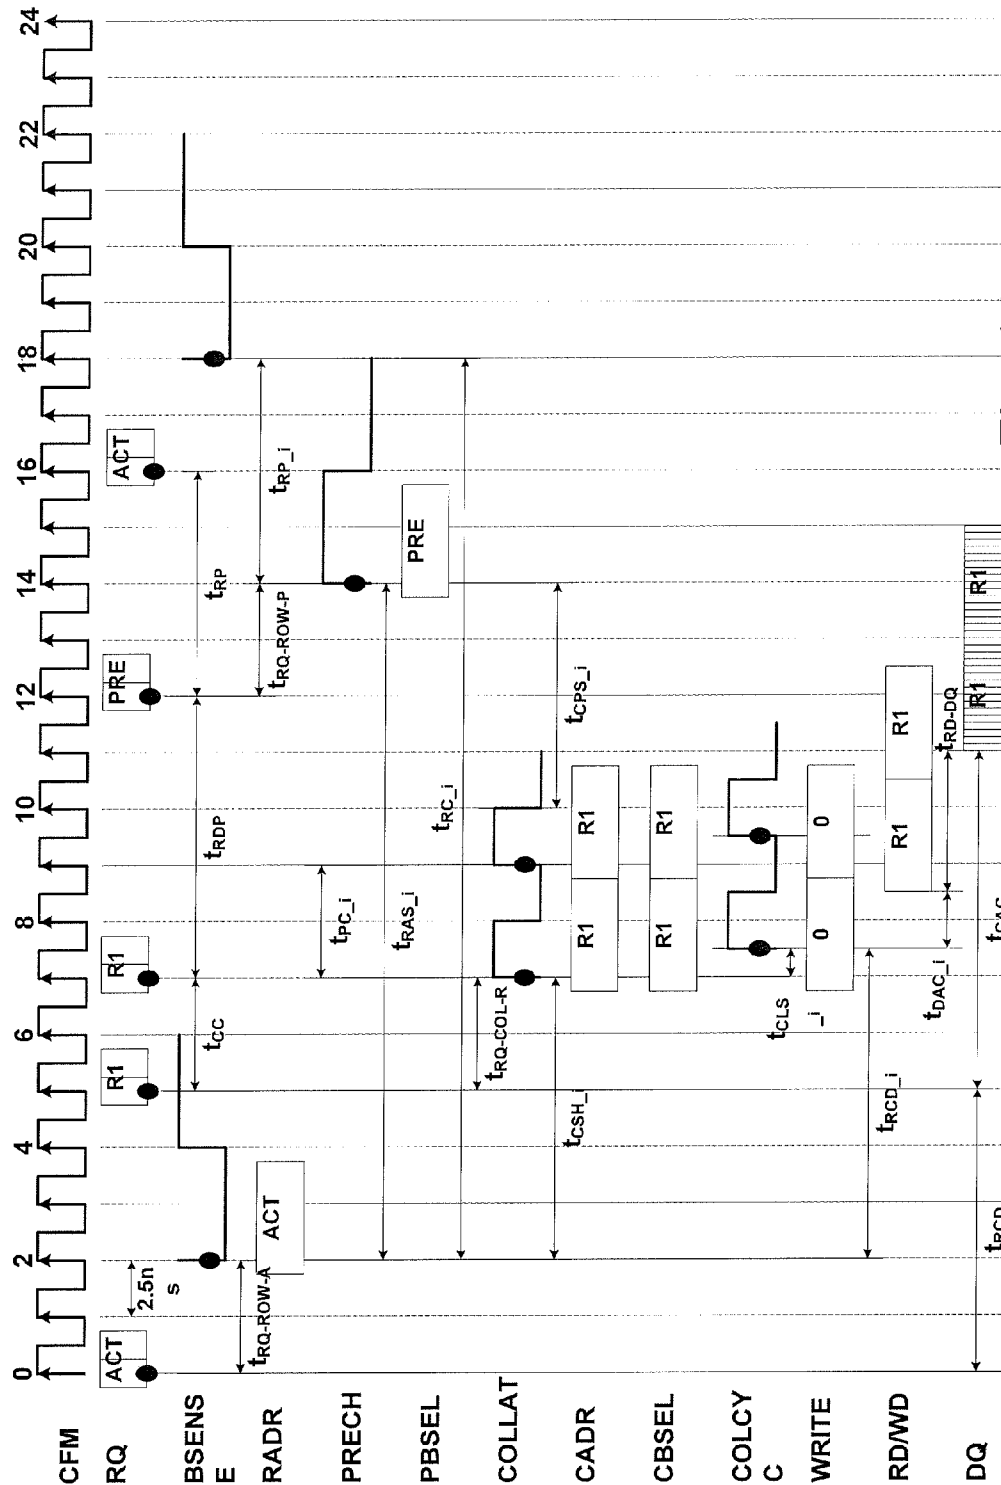 0 2 4 6 8 10 12 14 16 18 20 22 24
CFM
RQ ACT R1 R1 PRE ACT
2.5n
s
tCC tRDP tRP
BSENS
E
tRQ-ROW-A tRQ-ROW-P tRP_i
RADR ACT
PRECH
tPC_i
tRAS_i
PBSEL PRE
tRC_i
tRQ-COL-R
COLLAT
tCSH_i tCPS_i
CADR R1 R1
CBSEL R1 R1
COLCY
C
tCLS
_i
WRITE 0 0
tRCD_i
RD/WD R1 R1
tDAC_i tRD-DQ
DQ R1 R1
tRCD tCAS